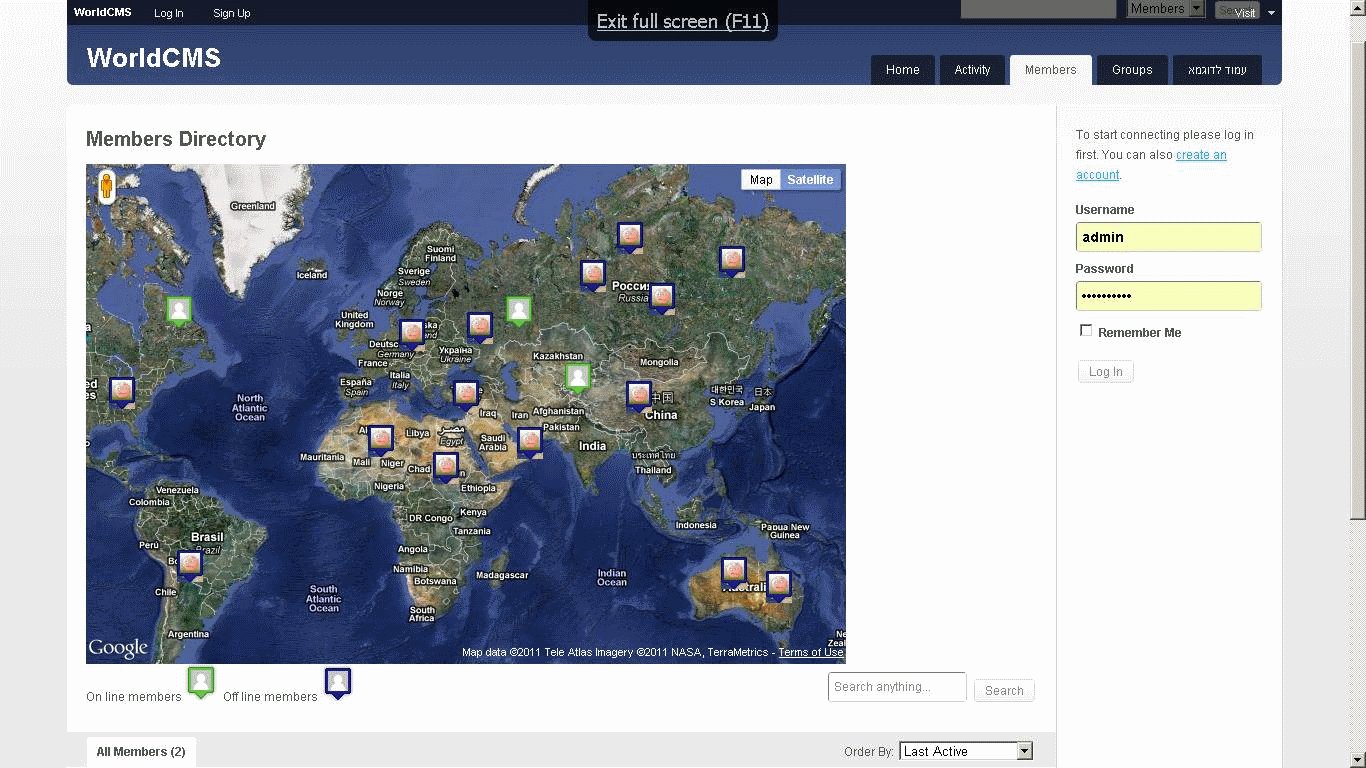 WorldCMS Log In Sign Up
Exit full screen (F11)
Members
Visit
WorldCMS
Home Activity Members Groups עמוד לדוגמא
Members Directory
Map Satellite
Greenland
Iceland
Suomi
Finland
Sverige
Sweden
Norge
Norway
United
Kingdom
Россия
Russia
Deutsc
Germany
France
Україна
Ukraine
Italia
Italy
España
Spain
Kazakhstan
Mongolia
North
Atlantic
Ocean
Iraq
Iran
Afghanistan
Pakistan
中国
China
대한민국
S Korea
日本
Japan
Libya
مصر
Egypt
Saudi
Arabia
India
Mauritania
Mali
Niger
Chad
ประเทศไทย
Thailand
Nigeria
Ethiopia
Venezuela
Colombia
DR Congo
Kenya
Tanzania
Indonesia
Papua New
Guinea
Perú
Brasil
Brazil
Angola
Namibia
Botswana
Madagascar
Indian
Ocean
South
Atlantic
Ocean
Chile
South
Africa
Argentina
Google
Map data ©2011 Tele Atlas Imagery ©2011 NASA, TerraMetrics - Terms of Use
On line members Off line members
Search anything... Search
All Members (2)
Order By: Last Active
To start connecting please log in
first. You can also create an
account.
Username
admin
Password
••••••••••
Remember Me
Log In